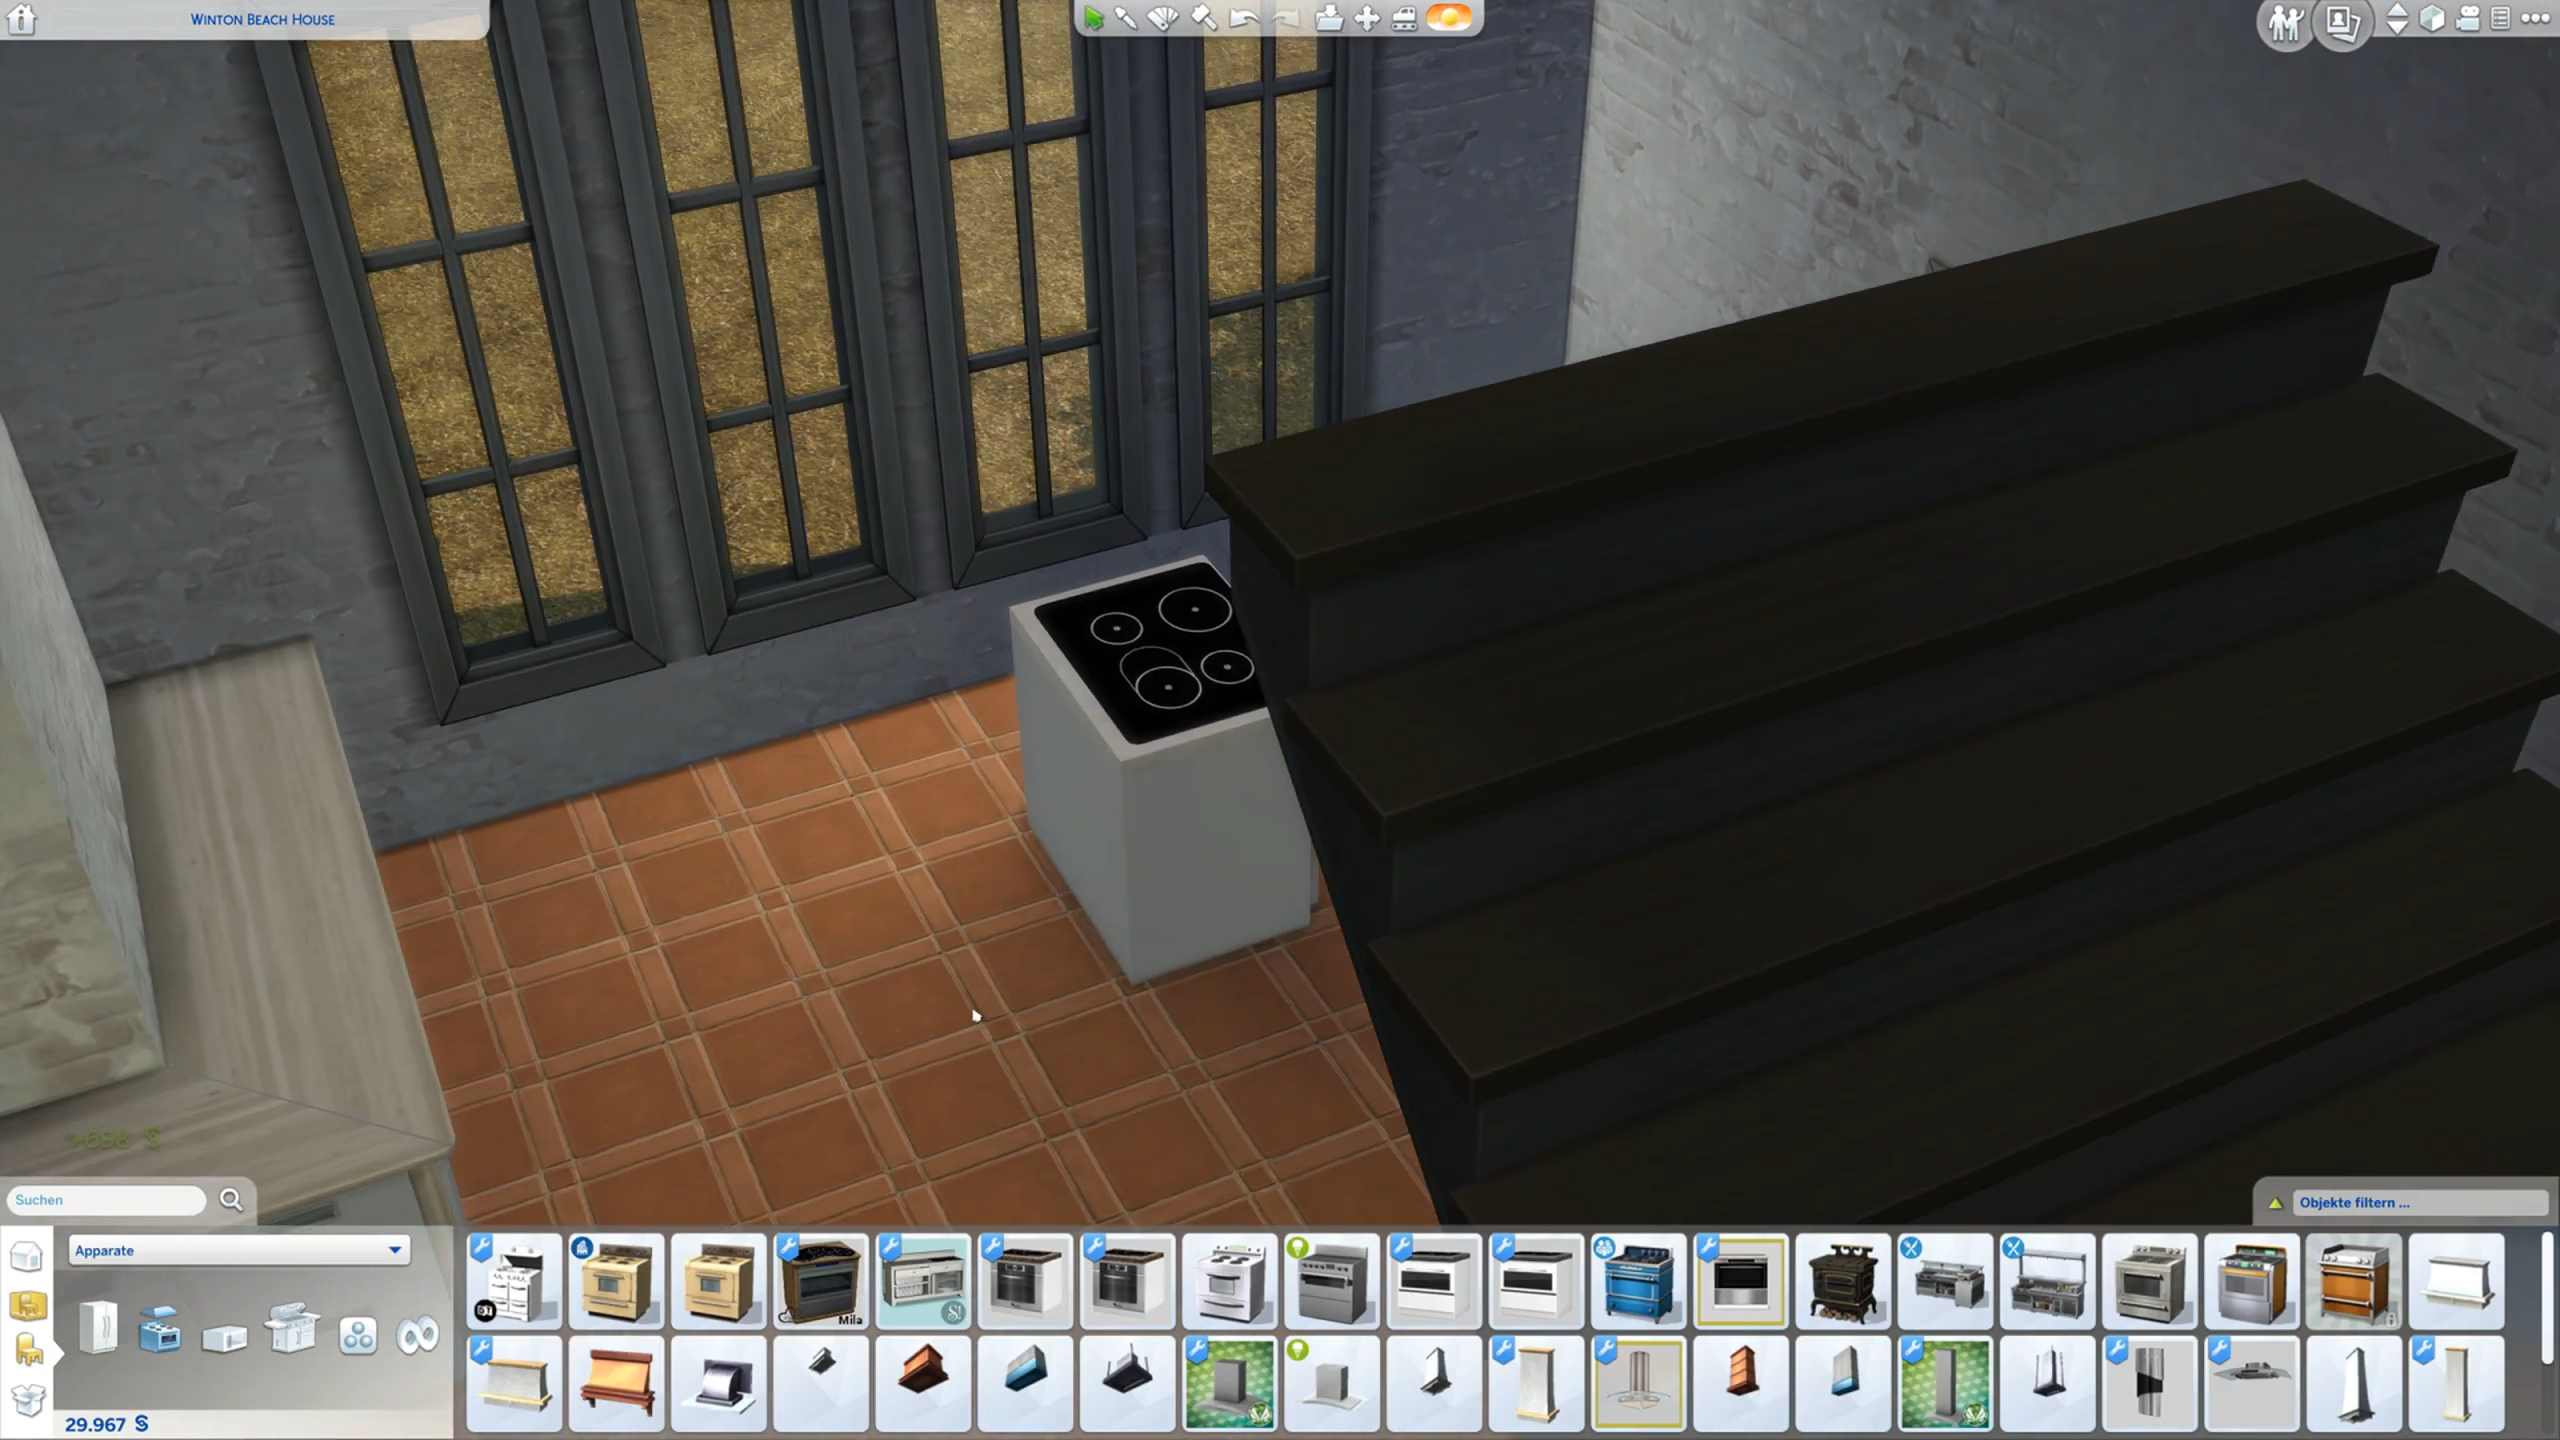 WINTON BEACH HOUSE
Suchen
Objekte filtern ...
Apparate
Mila
29.967 §